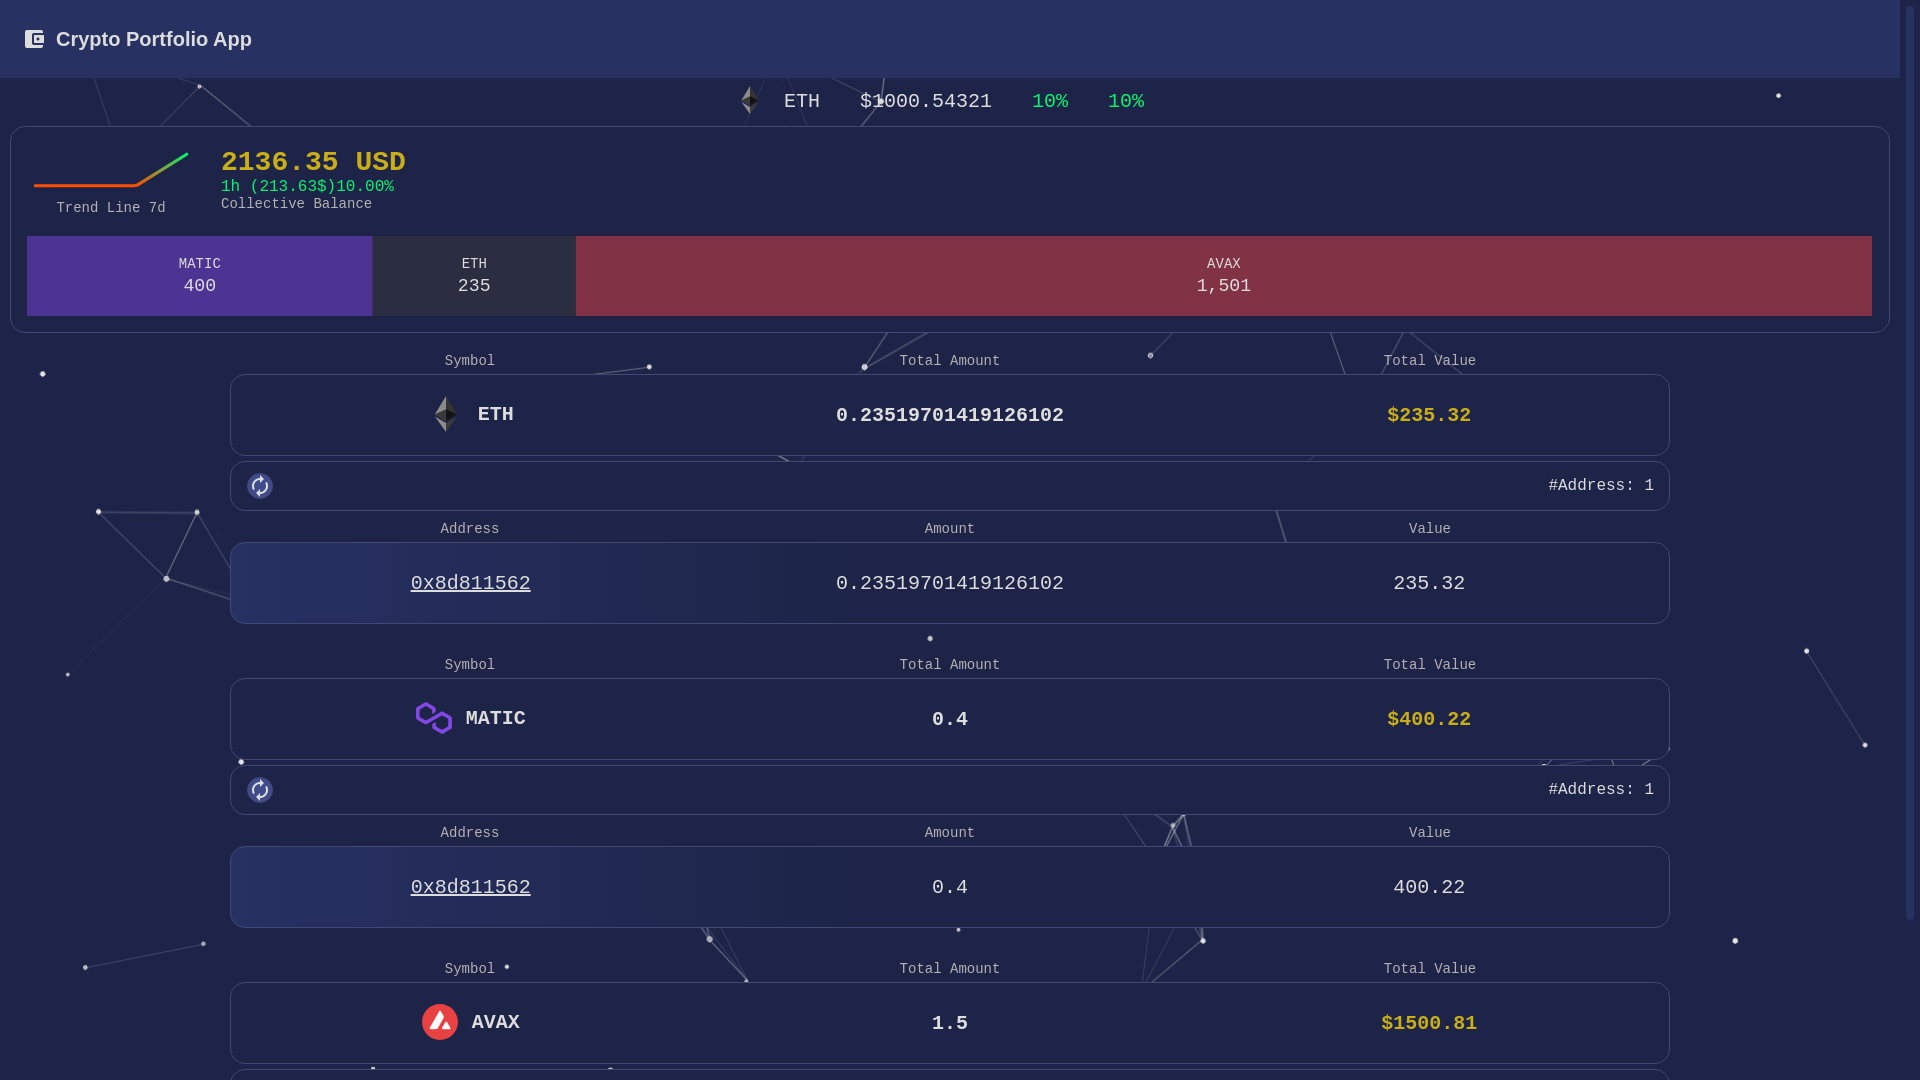 Crypto Portfolio App
ETH $1000.54321 10% 10%
2136.35 USD
1h (213.63$)10.00%
Collective Balance
Trend Line 7d
MATIC
400
ETH
235
AVAX
1,501
Symbol Total Amount Total Value
ETH 0.23519701419126102 $235.32
#Address: 1
Address Amount Value
0x8d811562 0.23519701419126102 235.32
Symbol Total Amount Total Value
MATIC 0.4 $400.22
#Address: 1
Address Amount Value
0x8d811562 0.4 400.22
Symbol Total Amount Total Value
AVAX 1.5 $1500.81